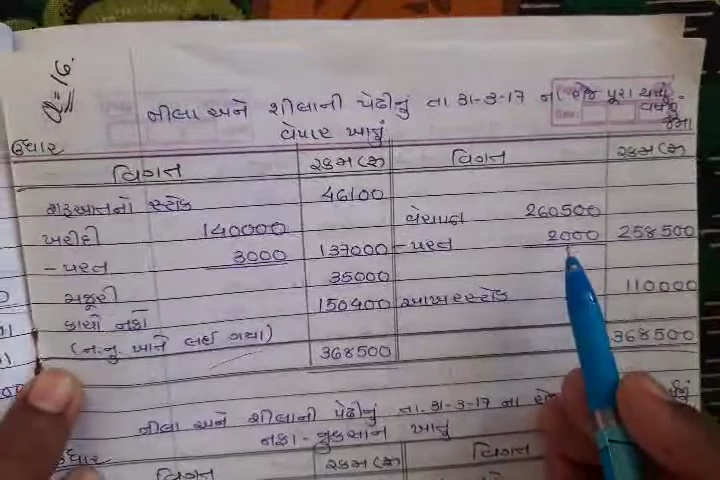 Q=16.
નીલા અને શીલાની પેઢીનું તા.૩૧-૩-૧૭ ના રોજ પૂરા થતાં વર્ષનું
વેપાર ખાતું
ઉધાર જમા
વિગત રકમ(રૂ) વિગત રકમ(રૂ)
શરૂઆતનો સ્ટોક 46100
વેચાણ 260500
ખરીદી 140000
-પરત 3000 137000 -પરત 2000 258500
મજૂરી 35000
કાચો નફો 150400 આખરસ્ટોક 110000
(ન.નુ. ખાતે લઈ ગયા)
368500 368500
નીલા અને શીલાની પેઢીનું તા.૩૧-૩-૧૭ ના રોજ
નફા-નુકસાન ખાતું
ઉધાર
વિગત રકમ(રૂ) વિગત